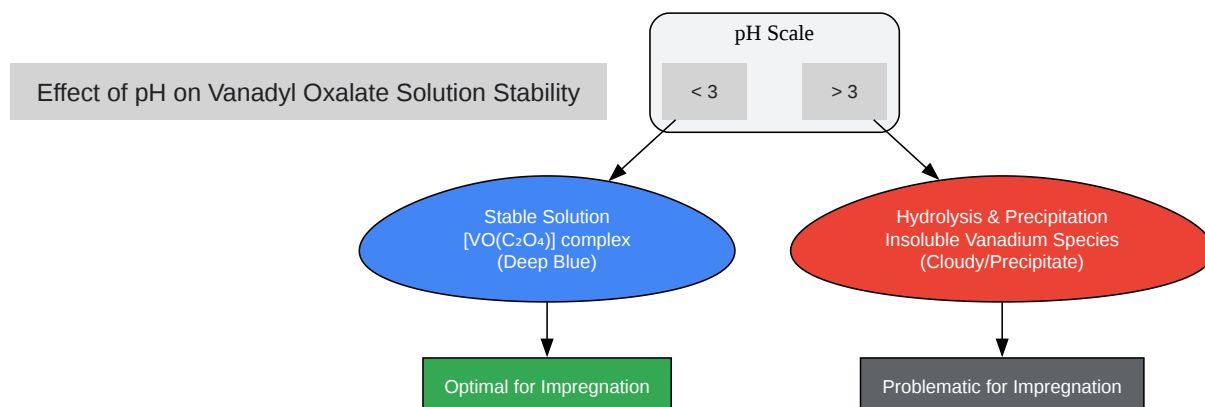 Effect of pH on Vanadyl Oxalate Solution Stability
pH Scale
< 3
> 3
Stable Solution
[VO(C₂O₄)] complex
(Deep Blue)
Hydrolysis & Precipitation
Insoluble Vanadium Species
(Cloudy/Precipitate)
Optimal for Impregnation
Problematic for Impregnation